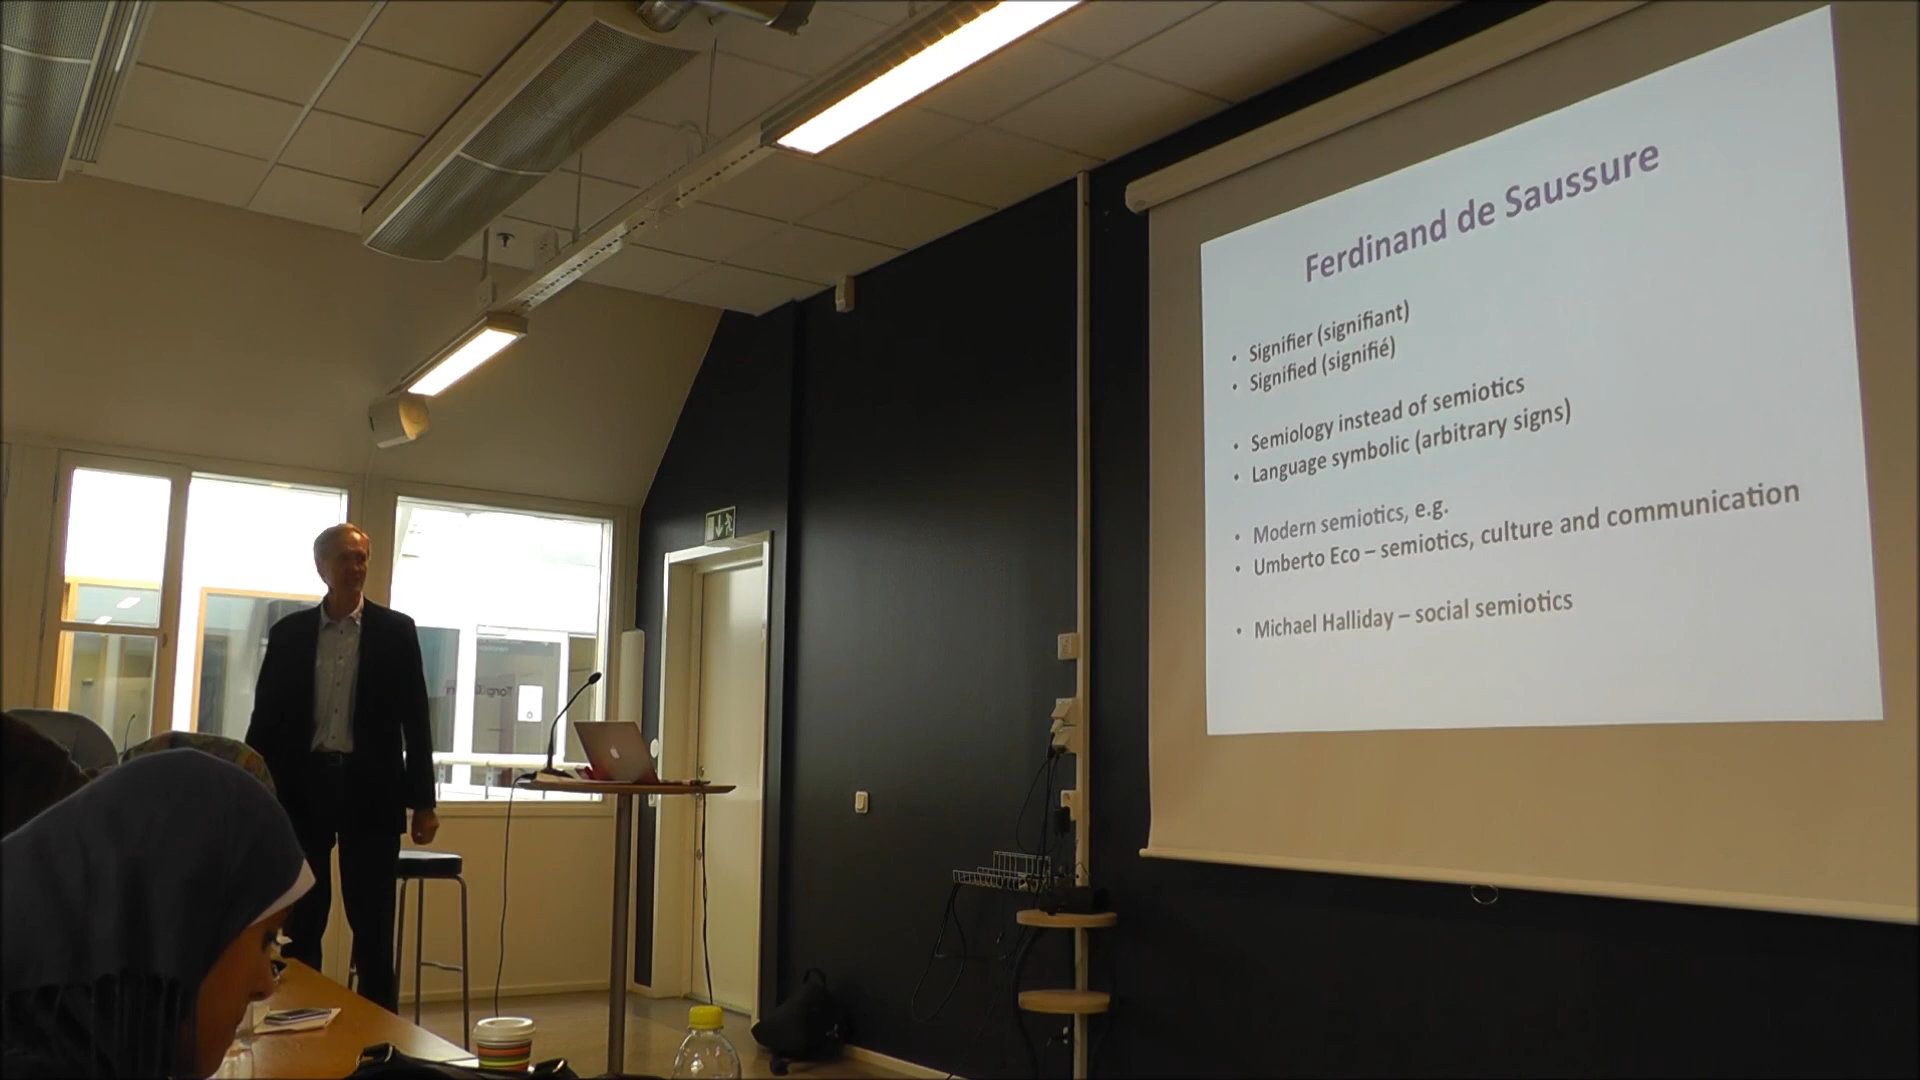 Ferdinand de Saussure
• Signifier (signifiant)
• Signified (signifié)
• Semiology instead of semiotics
• Language symbolic (arbitrary signs)
• Modern semiotics, e.g.
• Umberto Eco – semiotics, culture and communication
• Michael Halliday – social semiotics